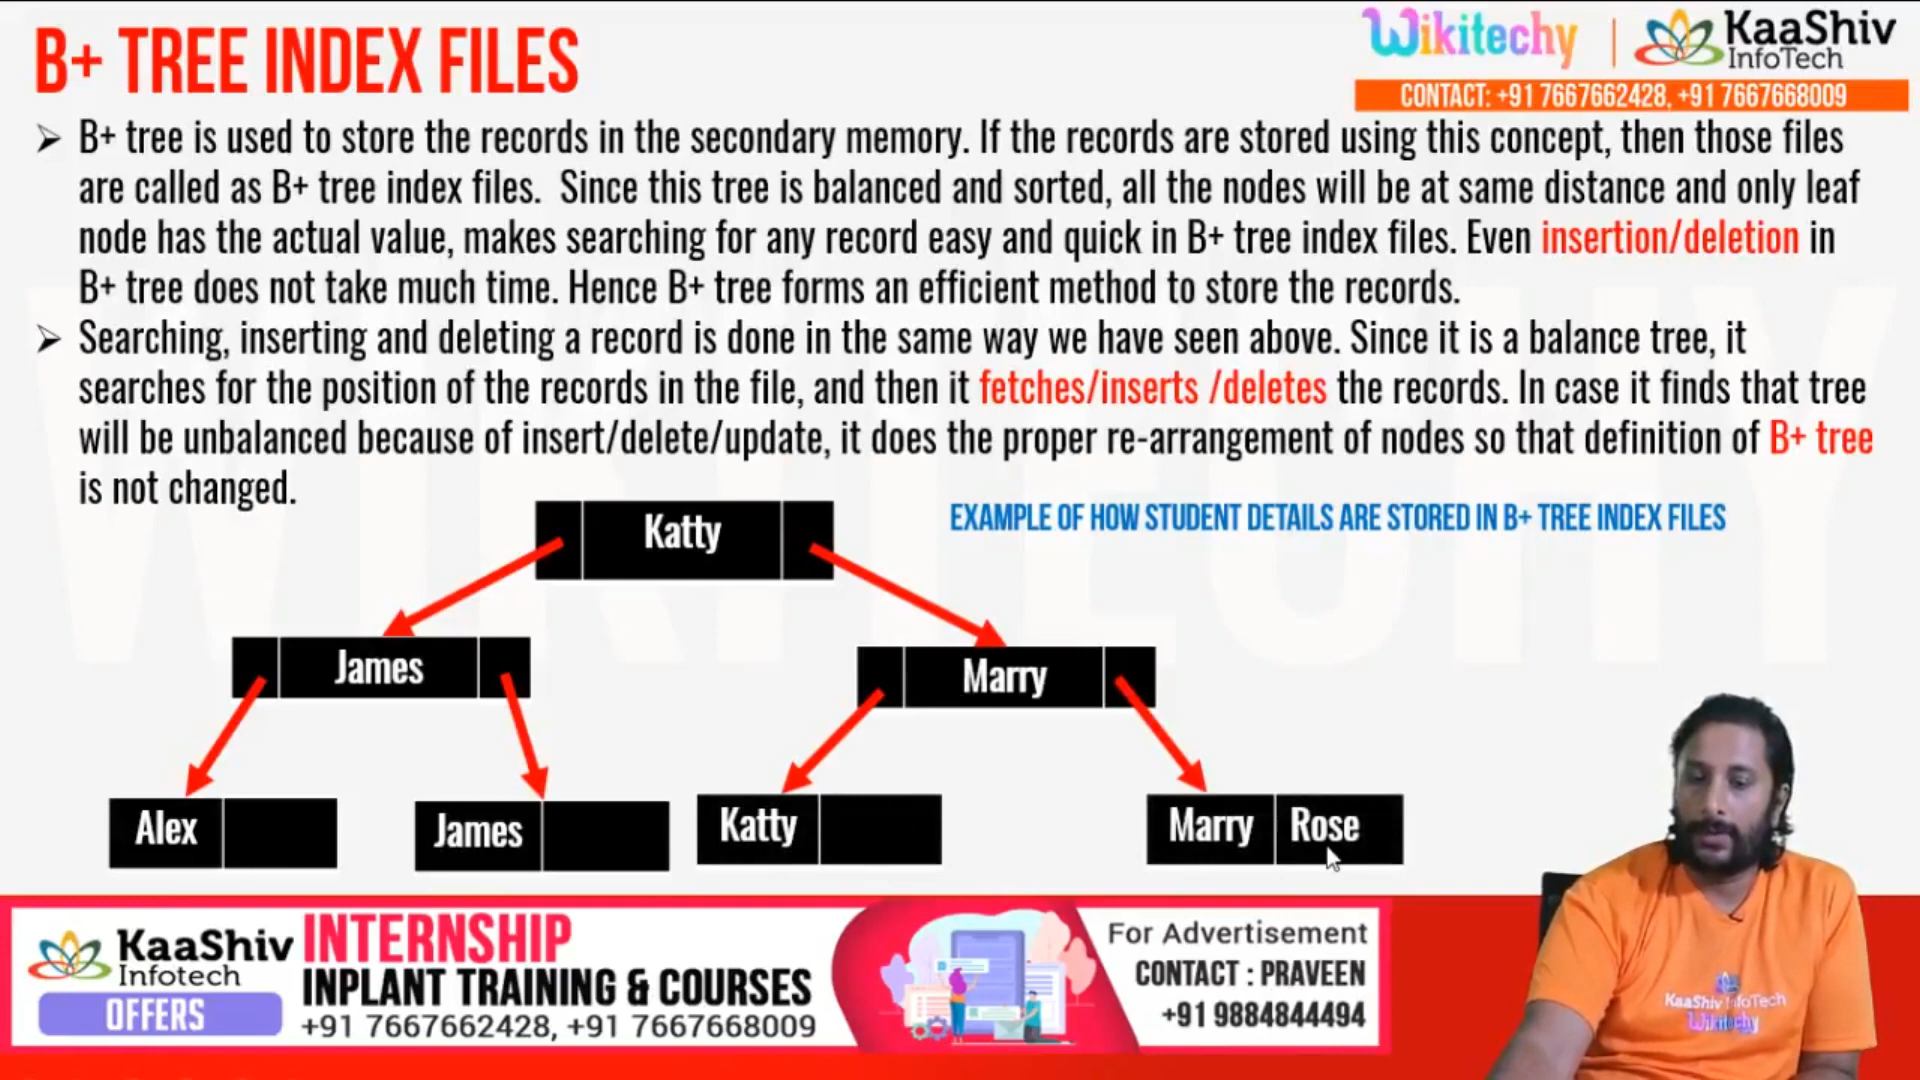 B+ TREE INDEX FILES
Wikitechy
KaaShiv
InfoTech
CONTACT: +91 7667662428, +91 7667668009
B+ tree is used to store the records in the secondary memory. If the records are stored using this concept, then those files
are called as B+ tree index files. Since this tree is balanced and sorted, all the nodes will be at same distance and only leaf
node has the actual value, makes searching for any record easy and quick in B+ tree index files. Even insertion/deletion in
B+ tree does not take much time. Hence B+ tree forms an efficient method to store the records.
Searching, inserting and deleting a record is done in the same way we have seen above. Since it is a balance tree, it
searches for the position of the records in the file, and then it fetches/inserts /deletes the records. In case it finds that tree
will be unbalanced because of insert/delete/update, it does the proper re-arrangement of nodes so that definition of B+ tree
is not changed.
EXAMPLE OF HOW STUDENT DETAILS ARE STORED IN B+ TREE INDEX FILES
Katty
James
Marry
Alex
James
Katty
Marry
Rose
KaaShiv
Infotech
OFFERS
INTERNSHIP
INPLANT TRAINING & COURSES
+91 7667662428, +91 7667668009
For Advertisement
CONTACT : PRAVEEN
+91 9884844494
KaaShiv InfoTech
Wikitechy
WIKITECHY